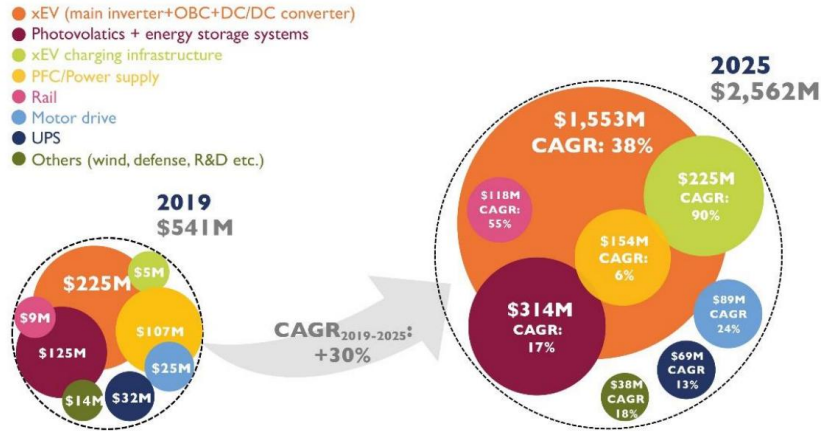 xEV (main inverter+OBC+DC/DC converter)
Photovolatics + energy storage systems
xEV charging infrastructure
PFC/Power supply
Rail
Motor drive
UPS
Others (wind, defense, R&D etc.)
2019
$541M
$225M
$5M
$9M
$107M
$125M
$25M
$14M
$32M
CAGR2019-2025:
+30%
2025
$2,562M
$1,553M
CAGR: 38%
$225M
CAGR:
90%
$118M
CAGR:
55%
$154M
CAGR:
6%
$314M
CAGR:
17%
$89M
CAGR
24%
$69M
CAGR
13%
$38M
CAGR
18%